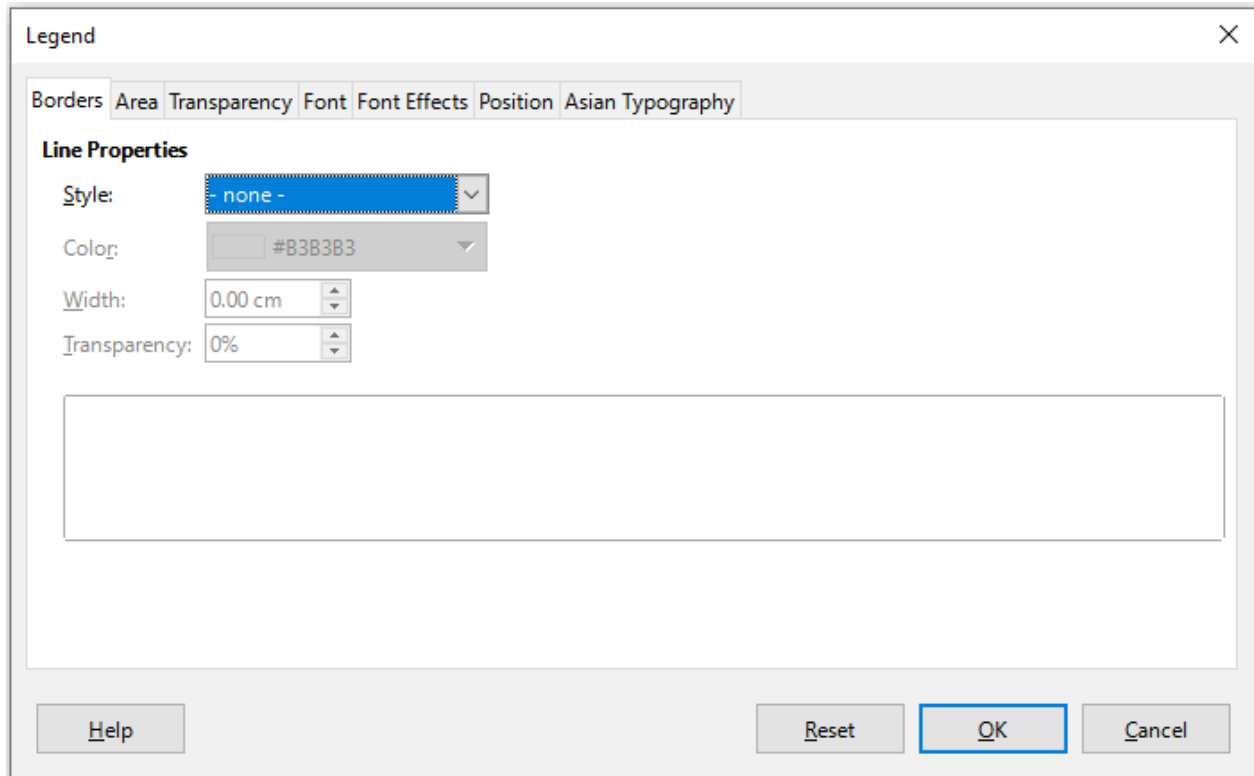 Legend
Borders Area Transparency Font Font Effects Position Asian Typography
Line Properties
Style: - none -
Color: #B3B3B3
Width: 0.00 cm
Transparency: 0%
Help Reset OK Cancel